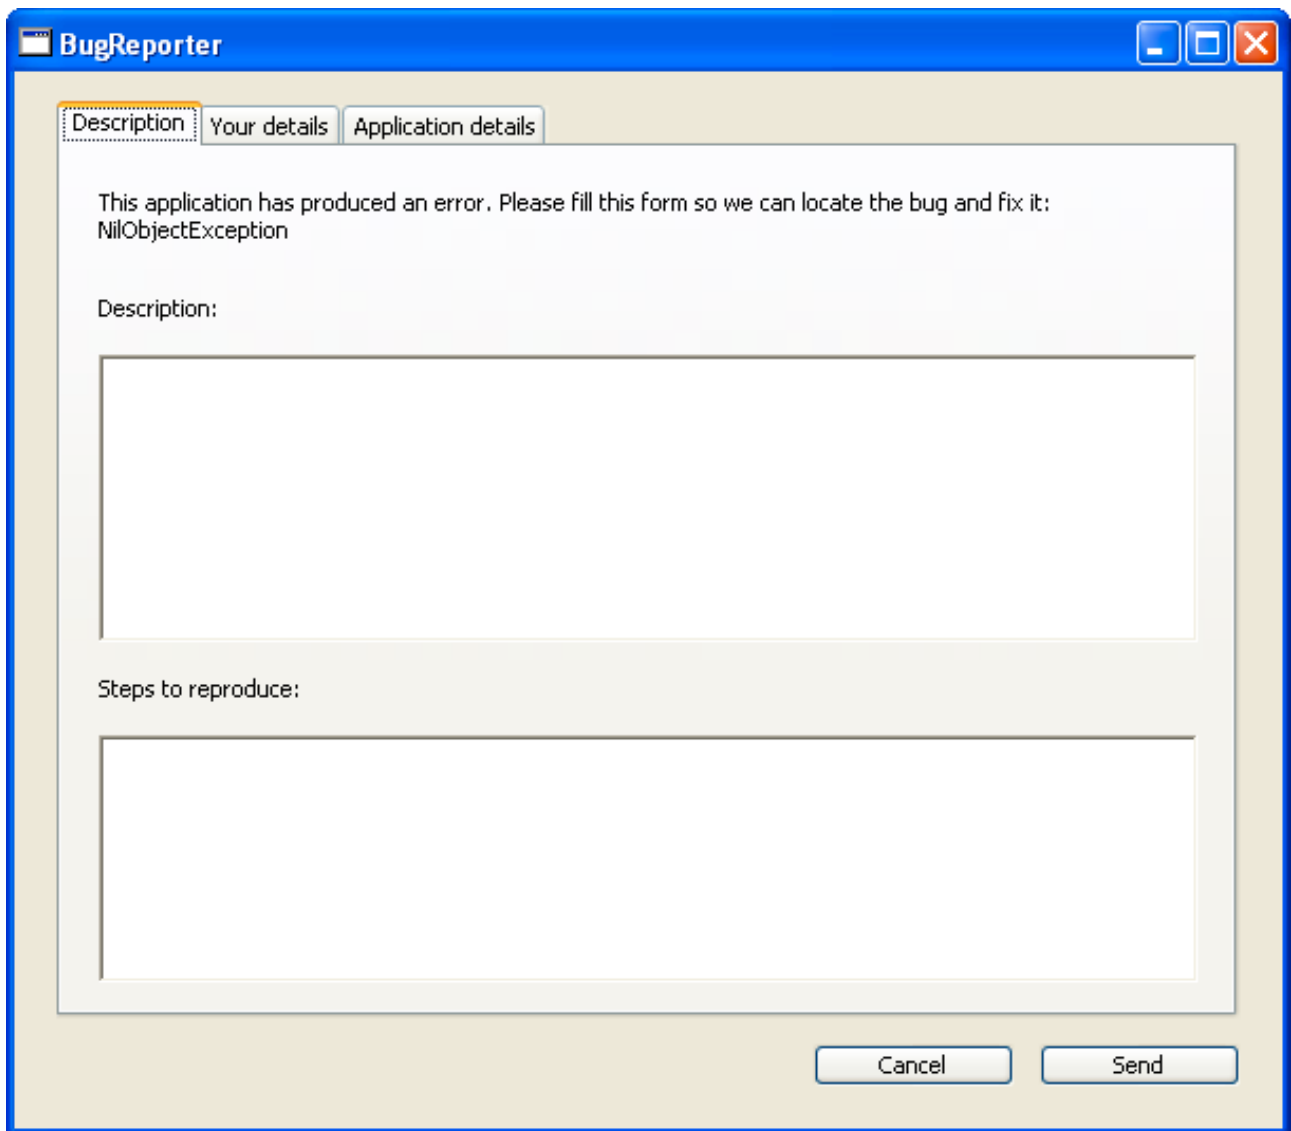 BugReporter
Description
Your details
Application details
This application has produced an error. Please fill this form so we can locate the bug and fix it:
NilObjectException
Description:
Steps to reproduce:
Cancel
Send